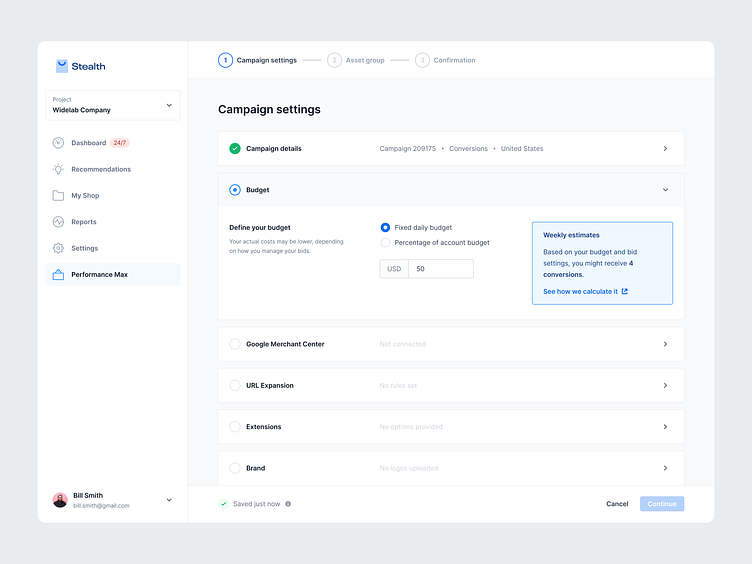 Stealth
Project
Widelab Company
Dashboard 24/7
Recommendations
My Shop
Reports
Settings
Performance Max
Bill Smith
bill.smith@gmail.com
1 Campaign settings
2 Asset group
3 Confirmation
Campaign settings
Campaign details
Campaign 209175 • Conversions • United States
Budget
Define your budget
Your actual costs may be lower, depending
on how you manage your bids.
Fixed daily budget
Percentage of account budget
USD 50
Weekly estimates
Based on your budget and bid
settings, you might receive 4
conversions.
See how we calculate it
Google Merchant Center Not connected
URL Expansion No rules set
Extensions No options provided
Brand No logos uploaded
Saved just now
Cancel
Continue